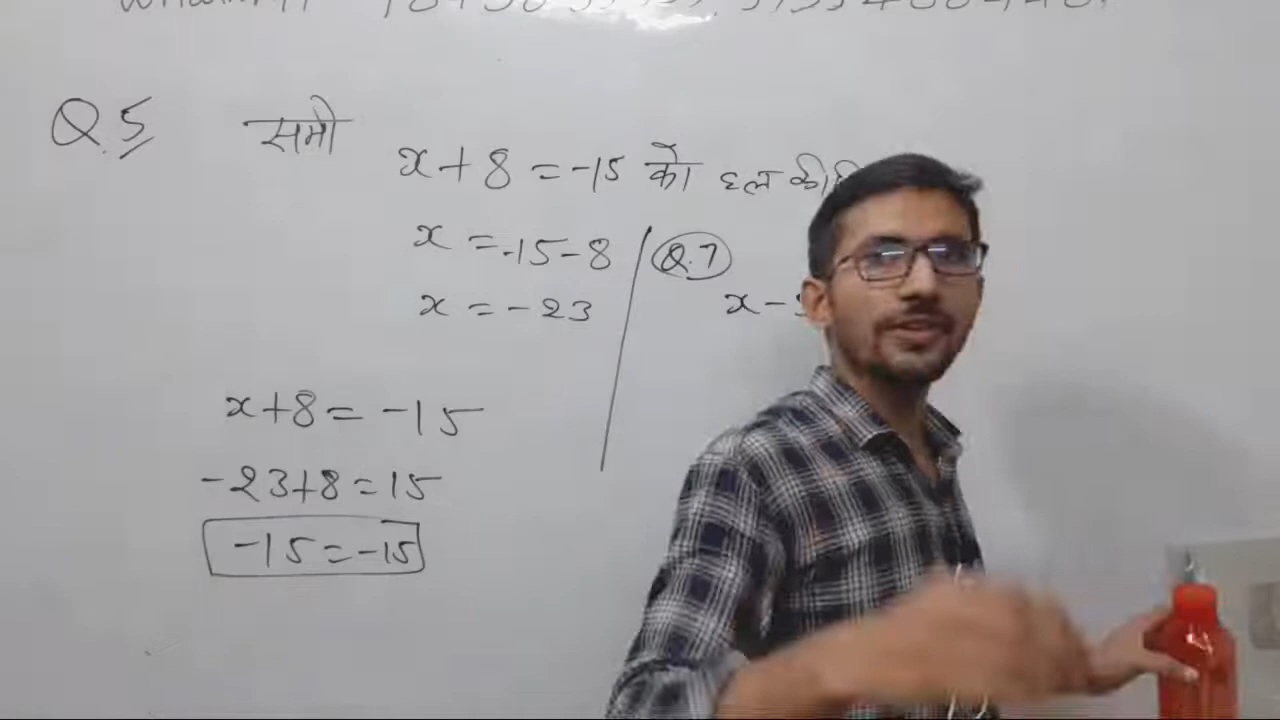 Q.5 समी
x+8=-15 को हल
x=-15-8
x=-23
x+8=-15
-23+8=15
-15=-15
Q.7
x-